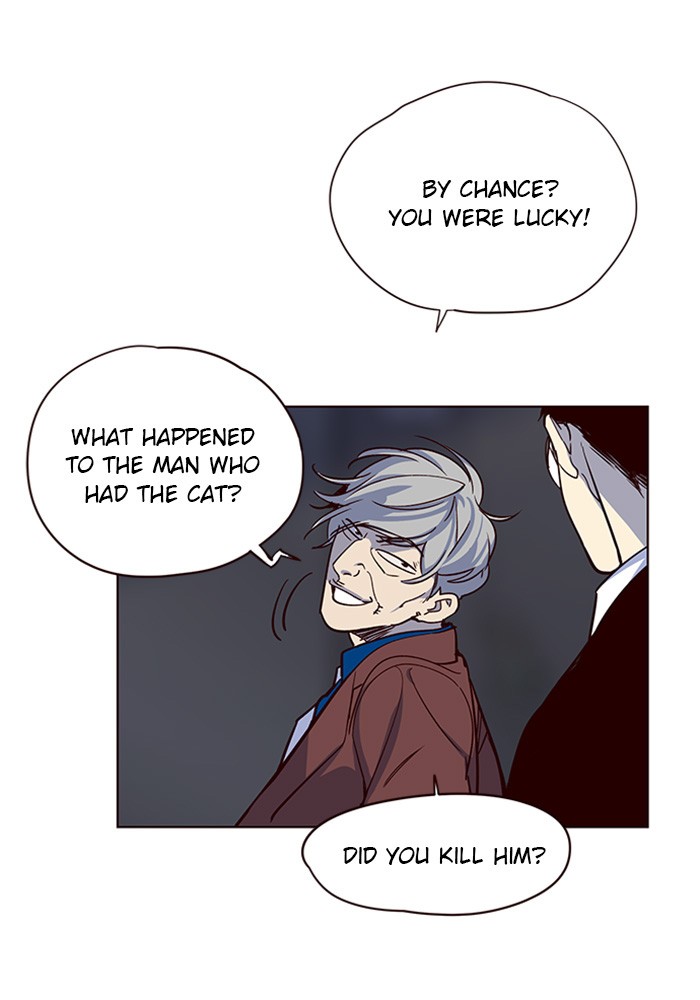 BY CHANCE?
YOU WERE LUCKY!
WHAT HAPPENED
TO THE MAN WHO
HAD THE CAT?
DID YOU KILL HIM?